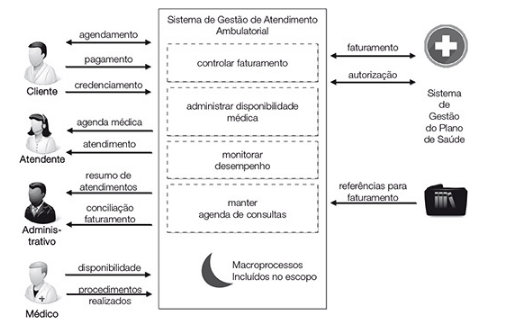 agendamento
pagamento
credenciamento
Cliente
agenda médica
atendimento
Atendente
resumo de
atendimentos
conciliação
faturamento
Adminis-
trativo
disponibilidade
procedimentos
realizados
Médico
Sistema de Gestão de Atendimento
Ambulatorial
controlar faturamento
administrar disponibilidade
médica
monitorar
desempenho
manter
agenda de consultas
Macroprocessos
Incluídos no escopo
faturamento
autorização
Sistema
de
Gestão
do Plano
de Saúde
referências para
faturamento